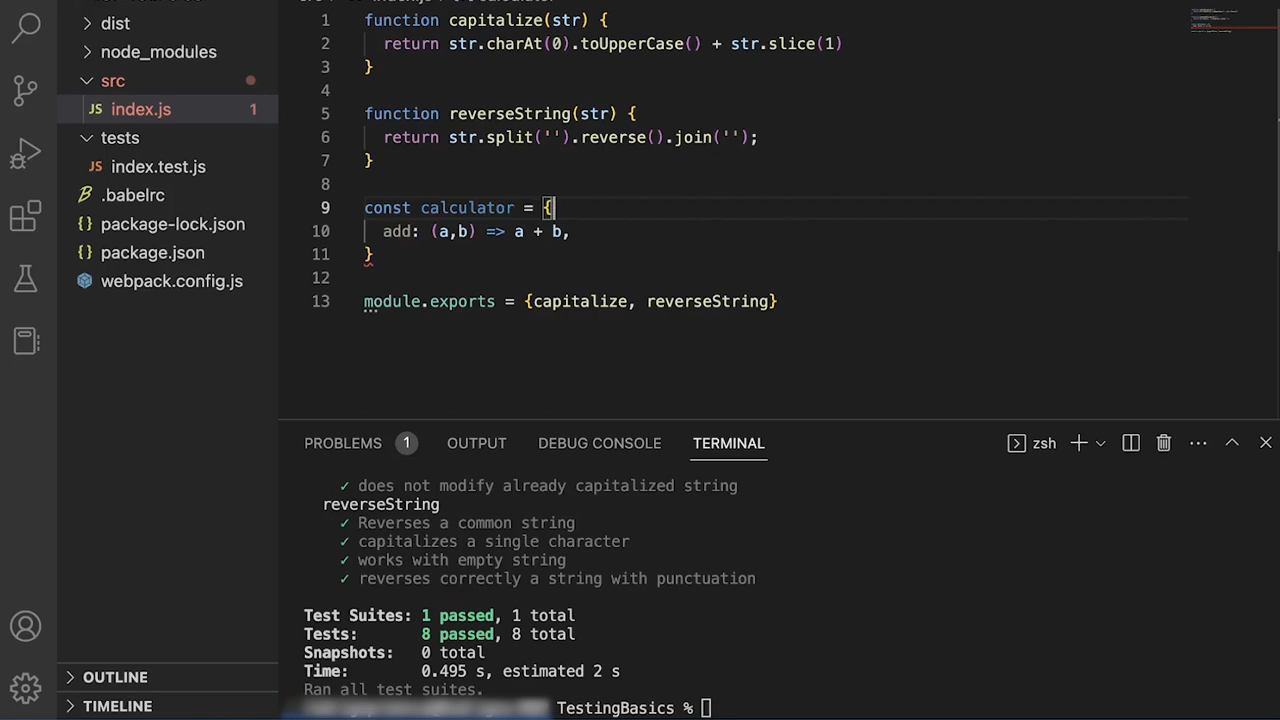 dist
node_modules
src
JS index.js 1
tests
JS index.test.js
.babelrc
{} package-lock.json
{} package.json
webpack.config.js
OUTLINE
TIMELINE
1 function capitalize(str) {
2 return str.charAt(0).toUpperCase() + str.slice(1)
3 }
4
5 function reverseString(str) {
6 return str.split('').reverse().join('');
7 }
8
9 const calculator = {
10 add: (a,b) => a + b,
11 }
12
13 module.exports = {capitalize, reverseString}
PROBLEMS 1 OUTPUT DEBUG CONSOLE TERMINAL zsh
✓ does not modify already capitalized string
reverseString
✓ Reverses a common string
✓ capitalizes a single character
✓ works with empty string
✓ reverses correctly a string with punctuation
Test Suites: 1 passed, 1 total
Tests: 8 passed, 8 total
Snapshots: 0 total
Time: 0.495 s, estimated 2 s
Ran all test suites.
TestingBasics %